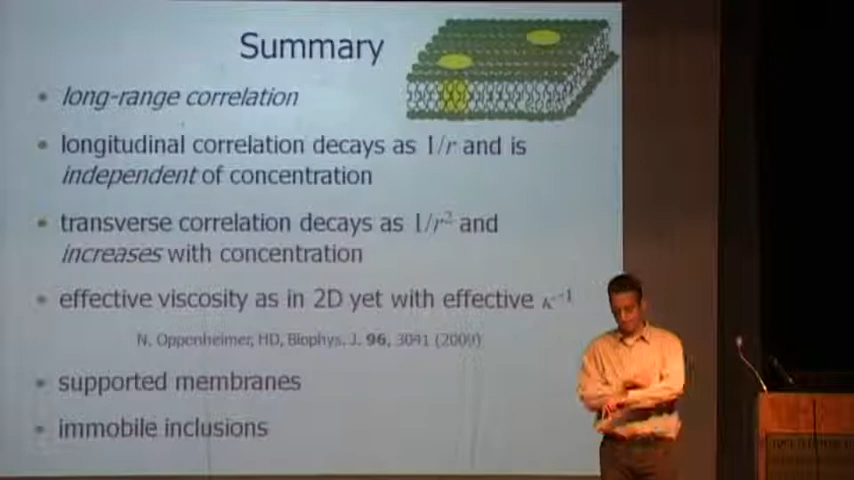 Summary
• long-range correlation
• longitudinal correlation decays as 1/r and is
independent of concentration
• transverse correlation decays as 1/r² and
increases with concentration
• effective viscosity as in 2D yet with effective κ⁻¹
N. Oppenheimer, HD, Biophys. J. 96, 3041 (2009)
• supported membranes
• immobile inclusions